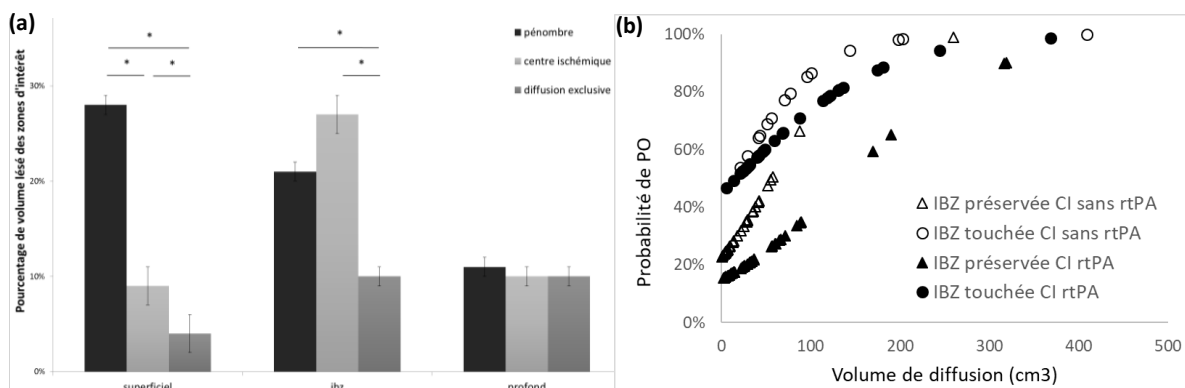 (a)
Pourcentage de volume lésé des zones d'intérêt
30%
20%
10%
0%
*
*
*
*
*
pénombre
centre ischémique
diffusion exclusive
superficiel
ibz
profond
(b)
Probabilité de PO
100%
80%
60%
40%
20%
0%
IBZ préservée CI sans rtPA
IBZ touchée CI sans rtPA
IBZ préservée CI rtPA
IBZ touchée CI rtPA
0
100
200
300
400
500
Volume de diffusion (cm3)